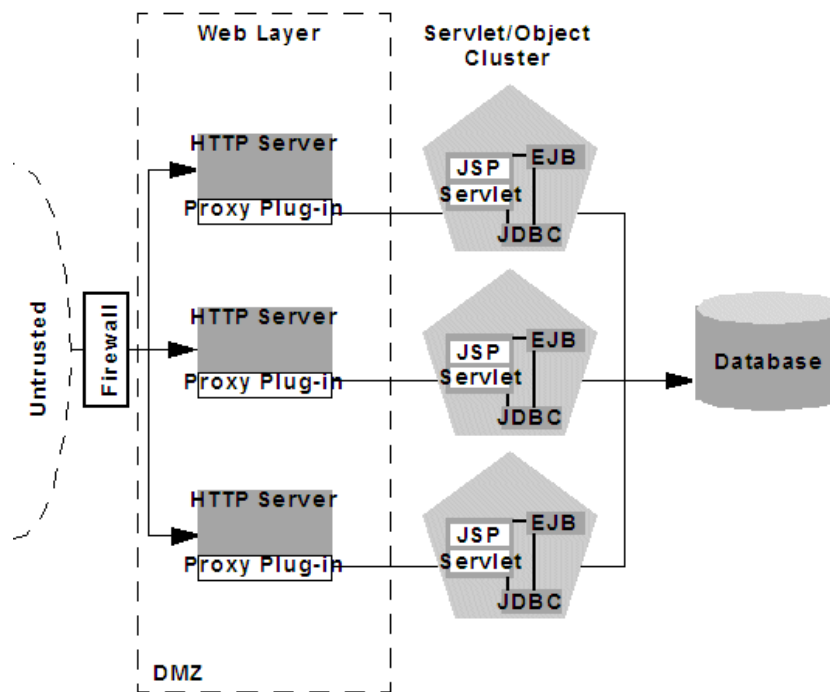 Web Layer
Servlet/Object
Cluster
HTTP Server
Proxy Plug-in
JSP
Servlet
EJB
JDBC
Untrusted
Firewall
HTTP Server
Proxy Plug-in
JSP
Servlet
EJB
JDBC
Database
HTTP Server
Proxy Plug-in
JSP
Servlet
EJB
JDBC
DMZ